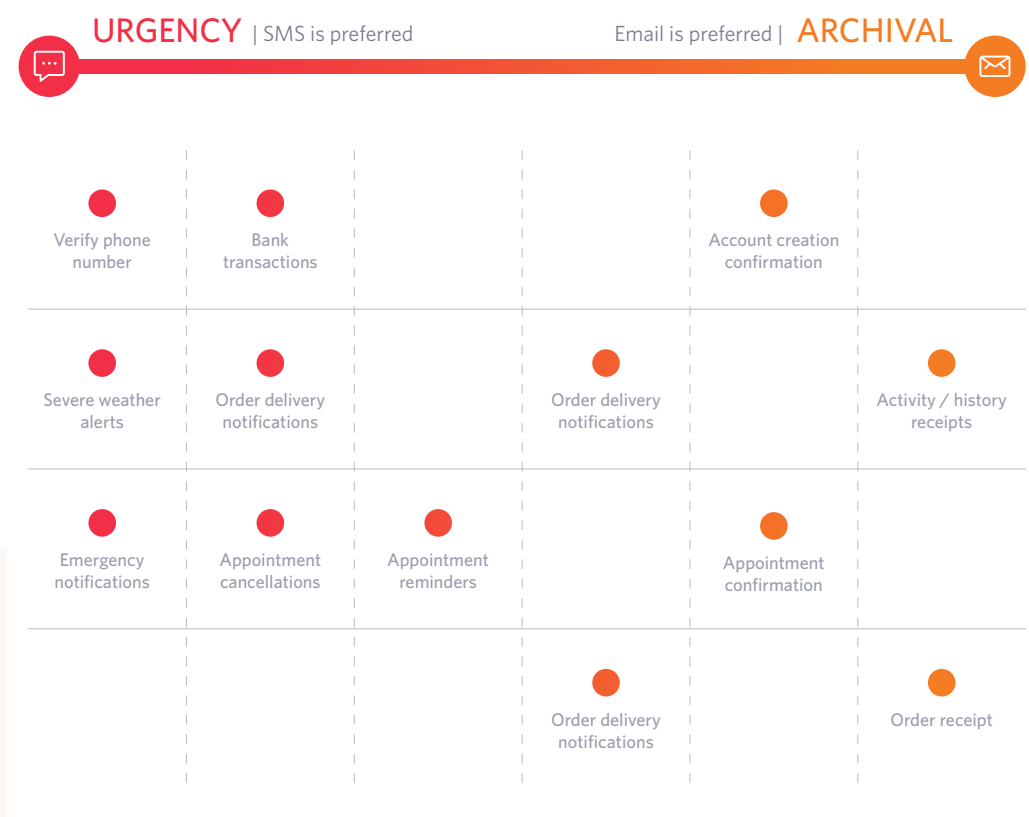 URGENCY | SMS is preferred
Email is preferred | ARCHIVAL
Verify phone
number
Bank
transactions
Account creation
confirmation
Severe weather
alerts
Order delivery
notifications
Order delivery
notifications
Activity / history
receipts
Emergency
notifications
Appointment
cancellations
Appointment
reminders
Appointment
confirmation
Order delivery
notifications
Order receipt